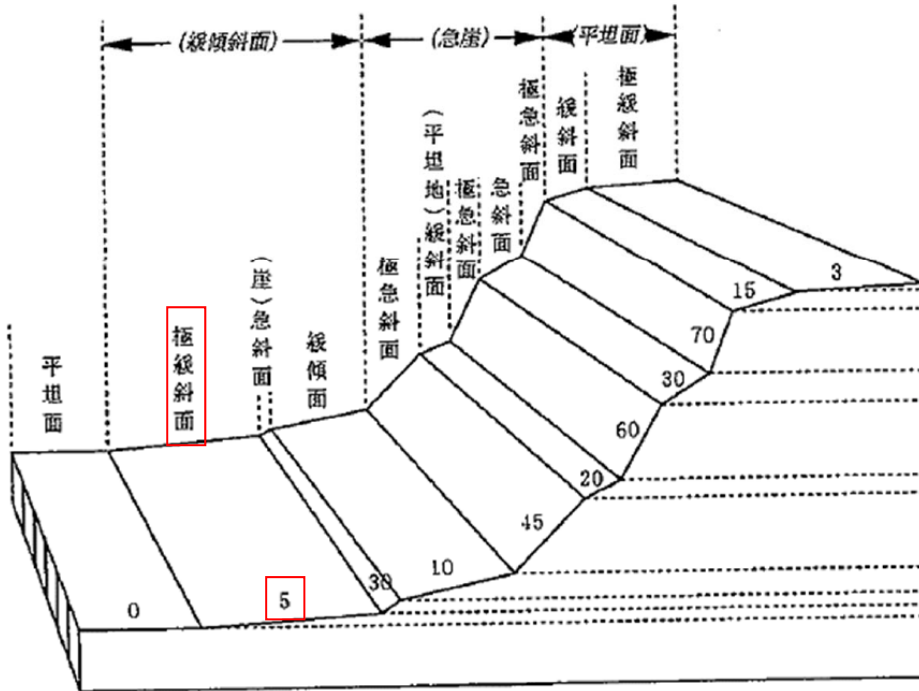 (緩傾斜面) (急崖) (平坦面)
平坦面
極緩斜面
(崖)急斜面
緩傾面
極急斜面
(平坦地)緩斜面
極急斜面
急斜面
極急斜面
緩斜面
極緩斜面
0
5
30
10
45
20
60
30
70
15
3